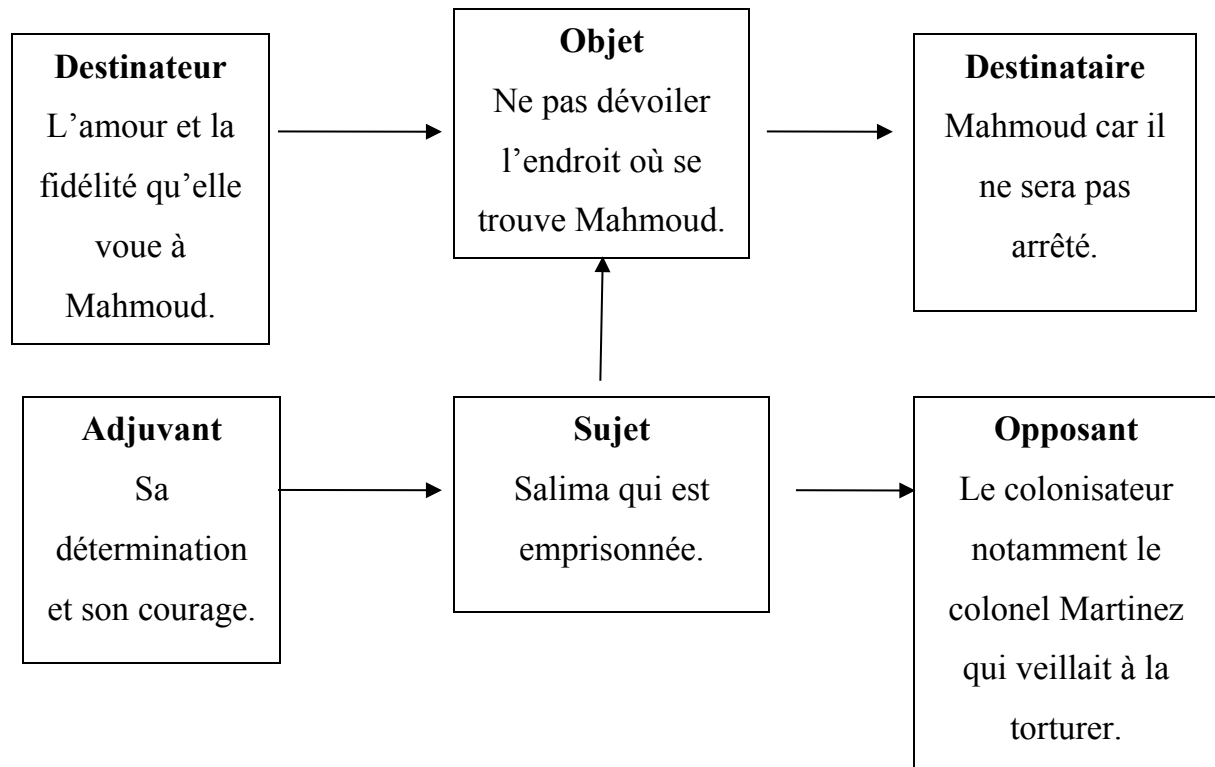 Destinateur
L’amour et la
fidélité qu’elle
voue à
Mahmoud.
Objet
Ne pas dévoiler
l’endroit où se
trouve Mahmoud.
Destinataire
Mahmoud car il
ne sera pas
arrêté.
Adjuvant
Sa
détermination
et son courage.
Sujet
Salima qui est
emprisonnée.
Opposant
Le colonisateur
notamment le
colonel Martinez
qui veillait à la
torturer.